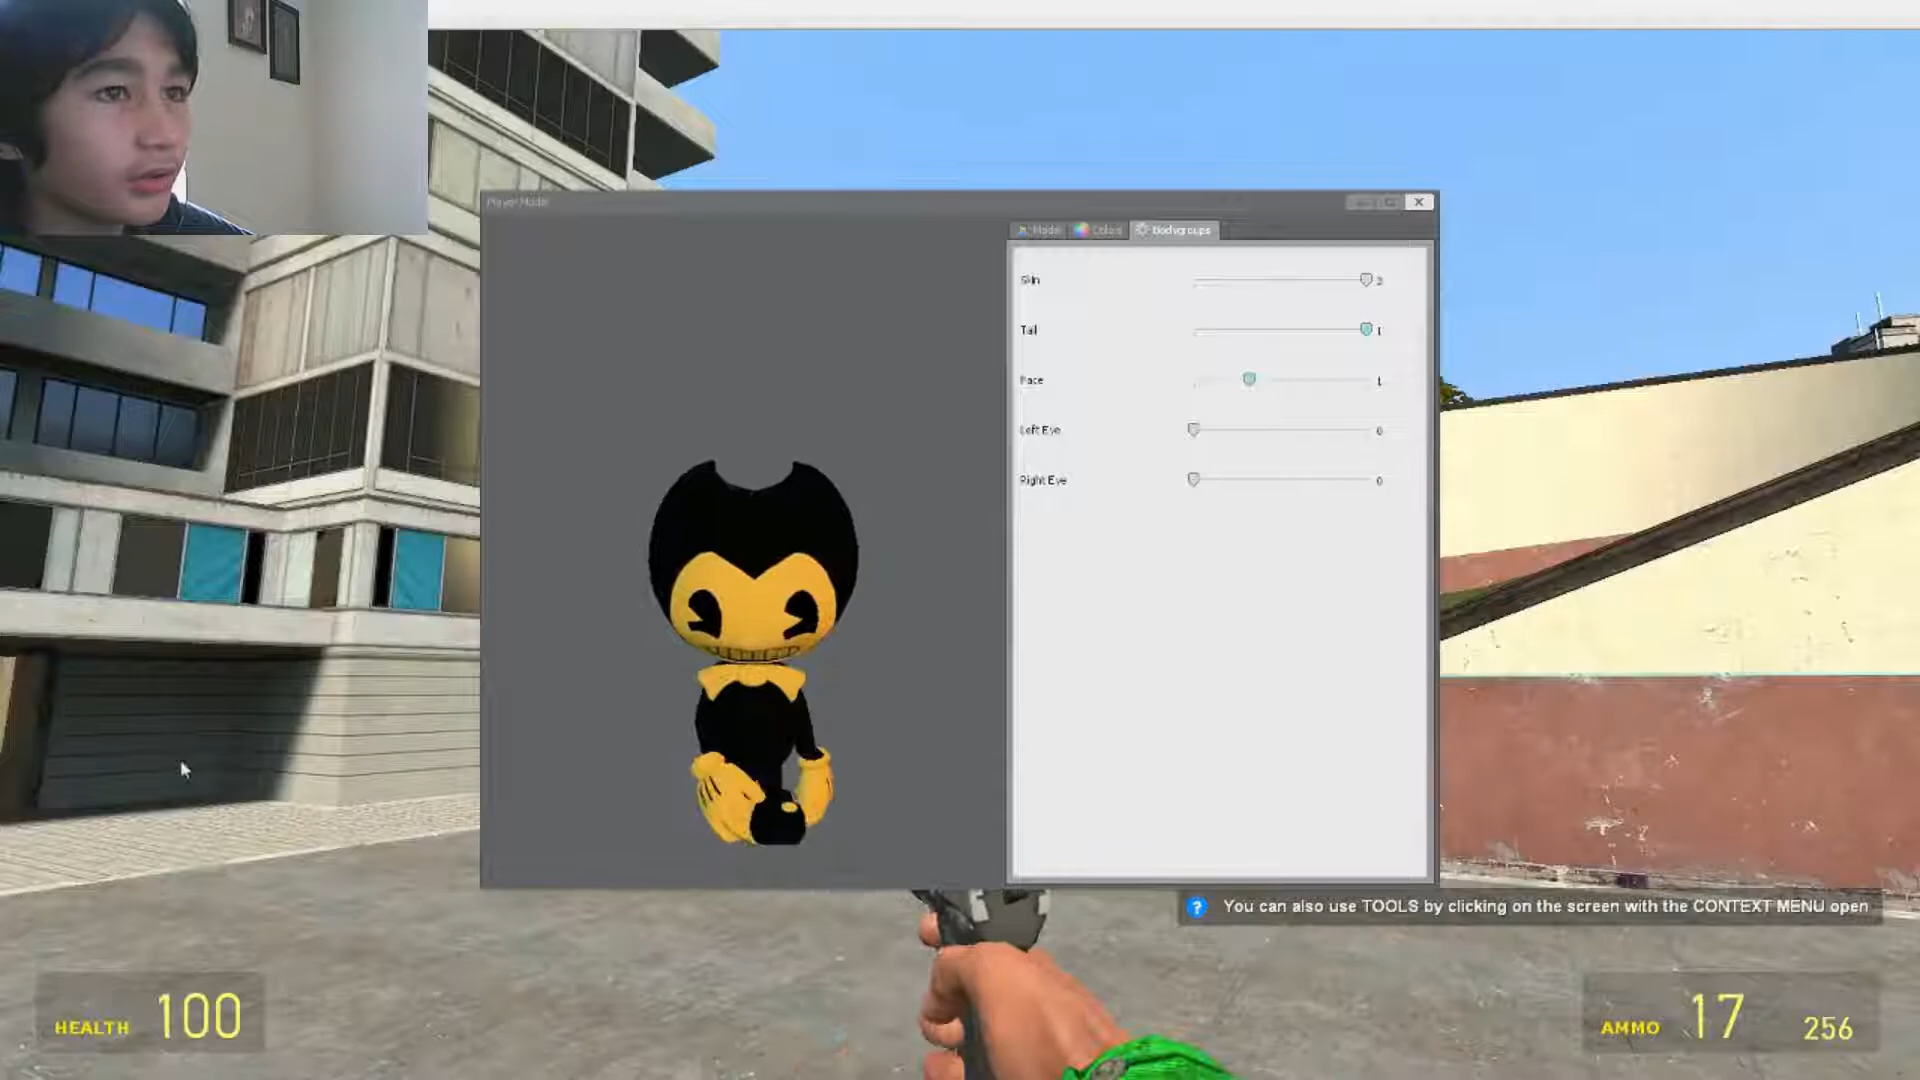 Player Model
Model Colors Bodygroups
Skin
Tail 1
Face 1
Left Eye 0
Right Eye 0
You can also use TOOLS by clicking on the screen with the CONTEXT MENU open
HEALTH 100
AMMO 17 256